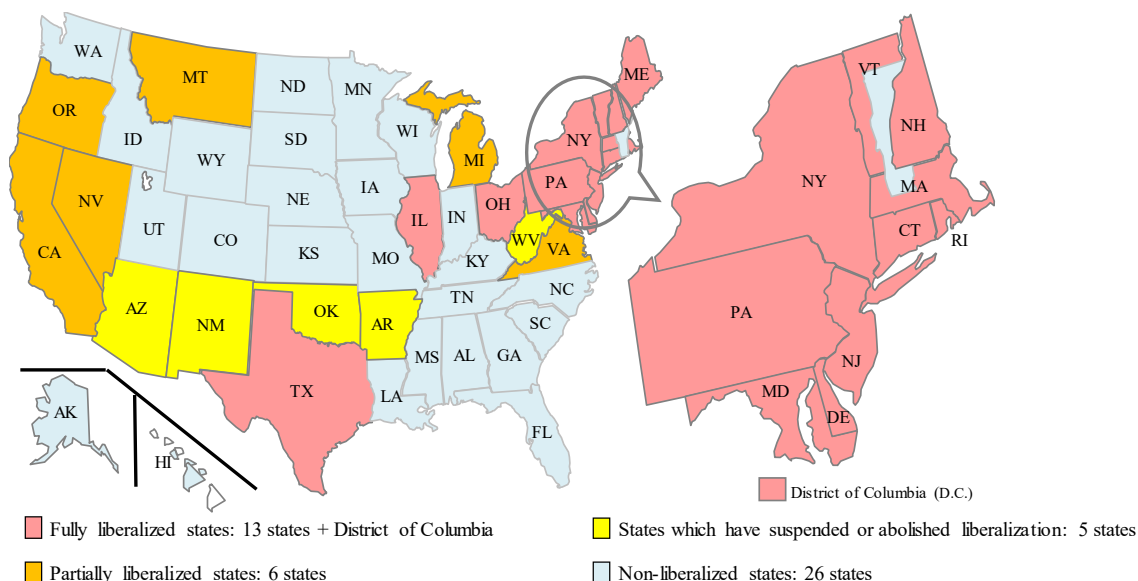 WA
MT
ND
MN
OR
ID
WY
SD
WI
MI
ME
NY
PA
NV
UT
CO
NE
KS
IA
IL
IN
OH
CA
MO
KY
WV
VA
AZ
NM
OK
AR
TN
NC
SC
MS
AL
GA
TX
LA
FL
AK
HI
VT
NH
NY
MA
CT
RI
PA
NJ
MD
DE
District of Columbia (D.C.)
Fully liberalized states: 13 states + District of Columbia
States which have suspended or abolished liberalization: 5 states
Partially liberalized states: 6 states
Non-liberalized states: 26 states